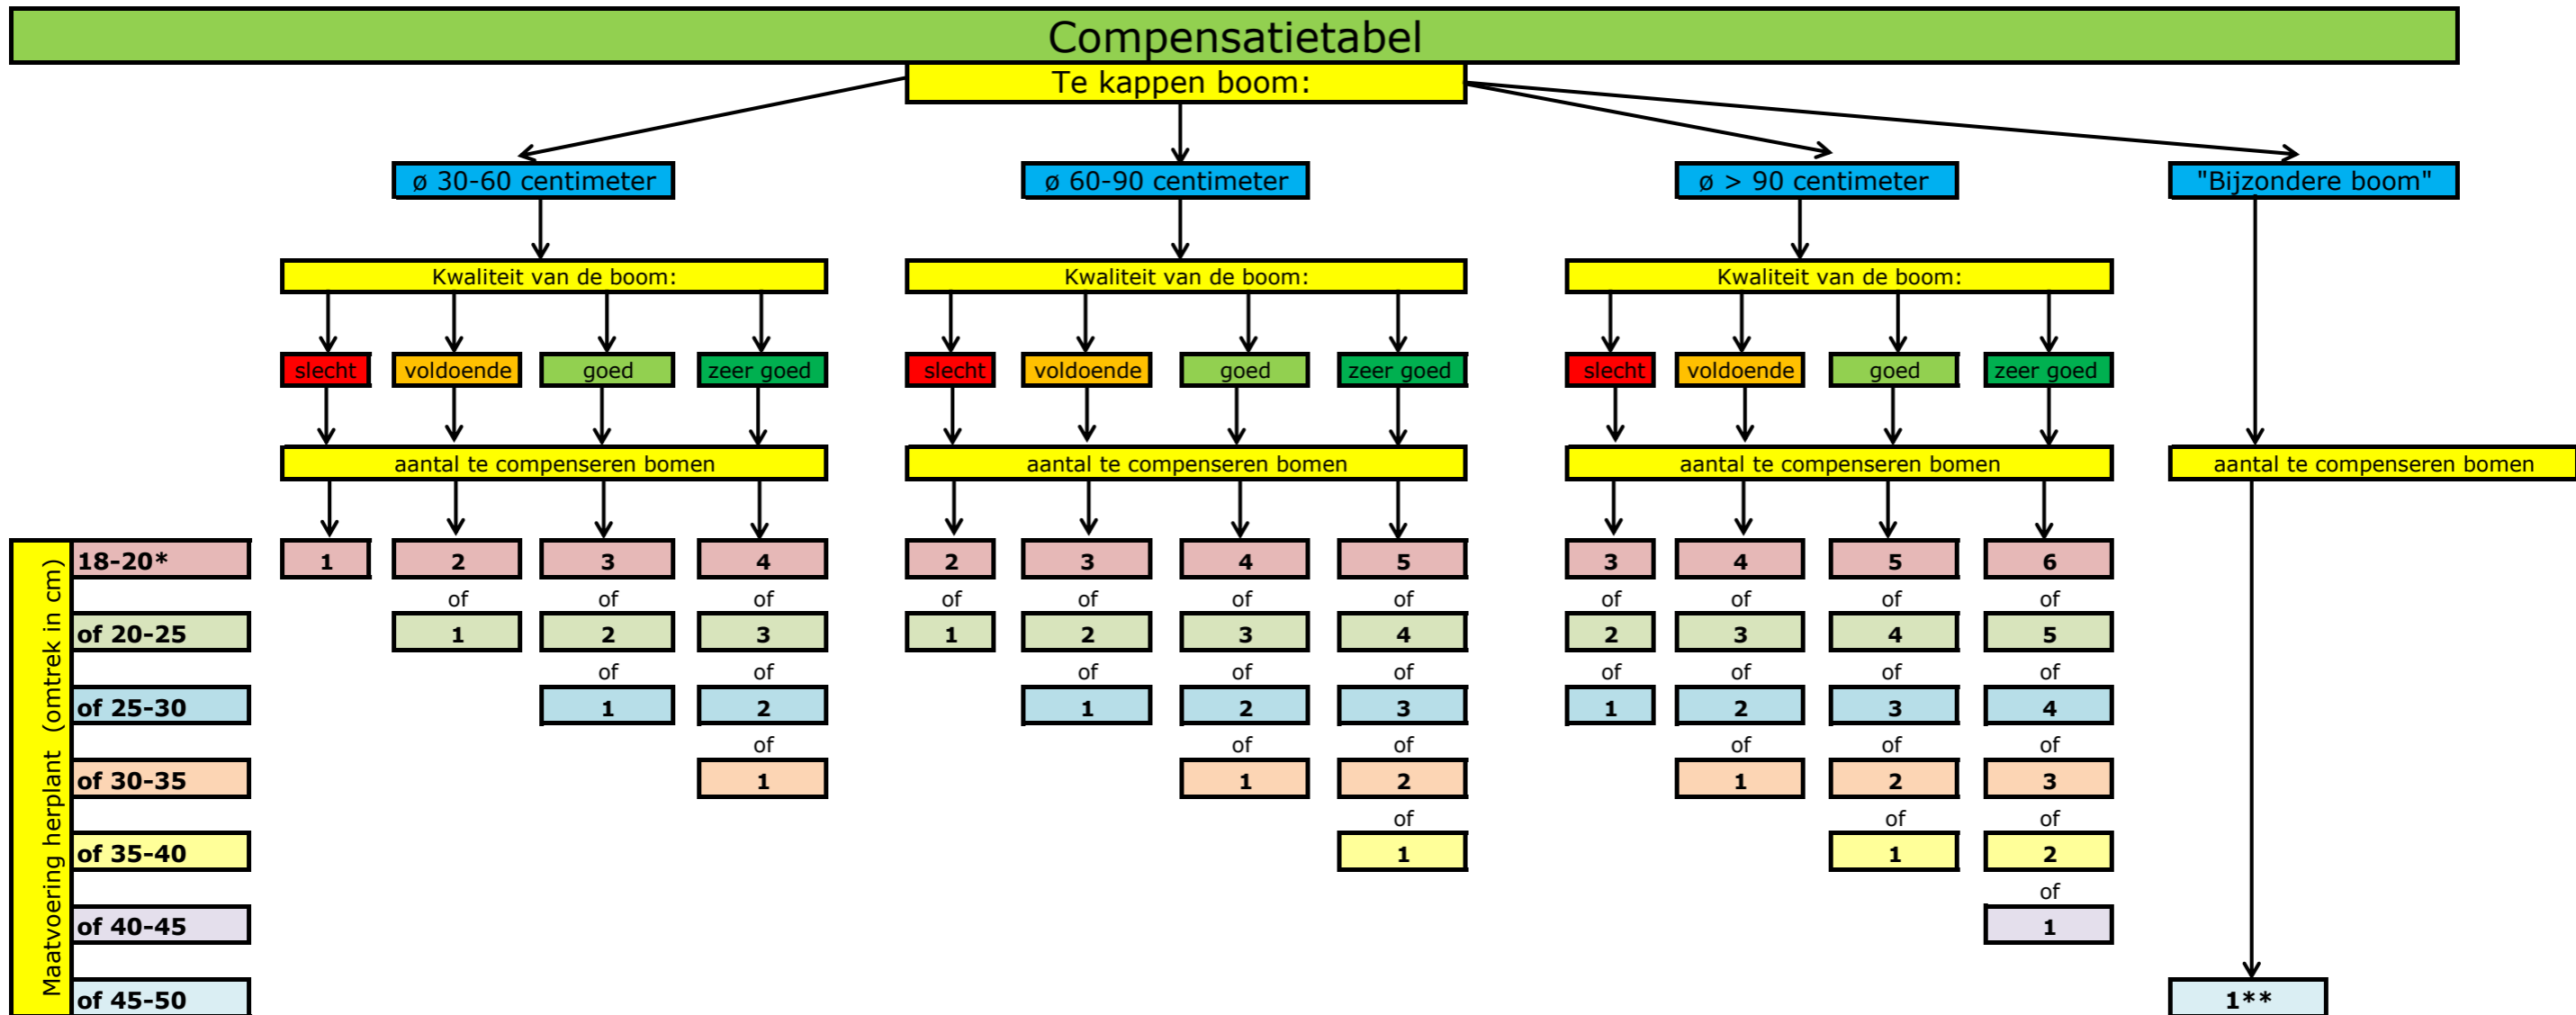 Compensatietabel
Te kappen boom:
ø 30-60 centimeter ø 60-90 centimeter ø > 90 centimeter "Bijzondere boom"
Kwaliteit van de boom: Kwaliteit van de boom: Kwaliteit van de boom:
slecht voldoende goed zeer goed slecht voldoende goed zeer goed slecht voldoende goed zeer goed
aantal te compenseren bomen aantal te compenseren bomen aantal te compenseren bomen aantal te compenseren bomen
Maatvoering herplant (omtrek in cm)
18-20* 1 2 3 4 2 3 4 5 3 4 5 6
of of of of of of of of of of of
of 20-25 1 2 3 1 2 3 4 2 3 4 5
of of of of of of of of of
of 25-30 1 2 1 2 3 1 2 3 4
of of of of of of
of 30-35 1 1 2 1 2 3
of of of
of 35-40 1 1 2
of
of 40-45 1
of 45-50 1**